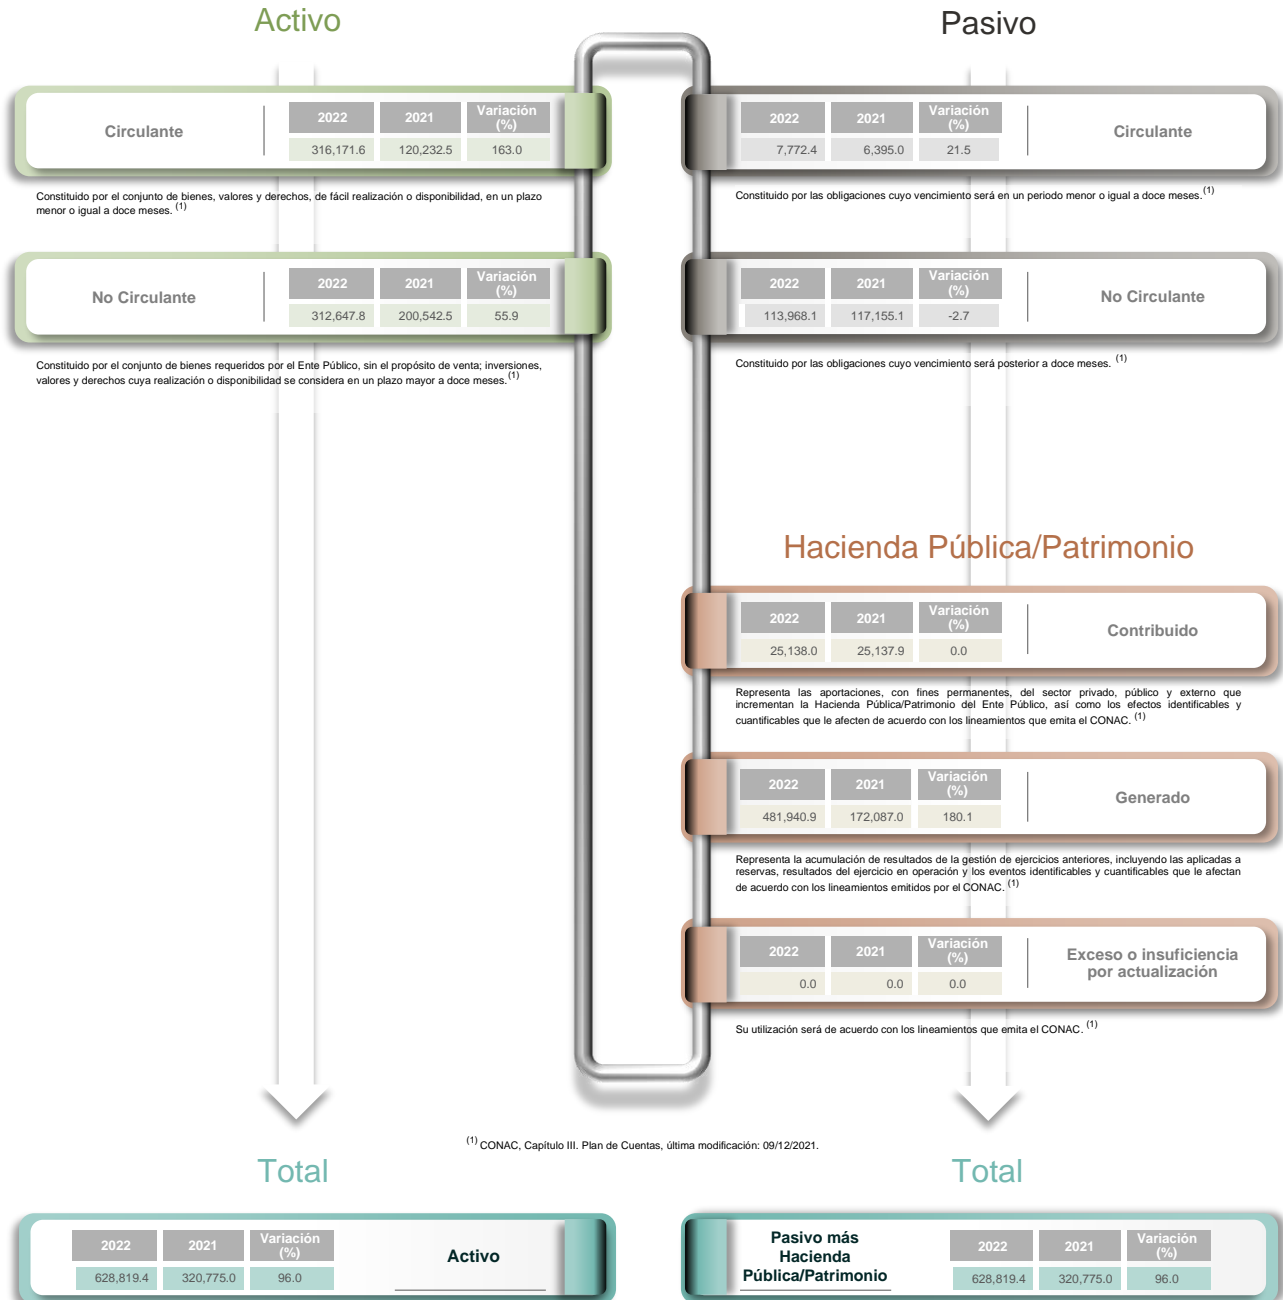 Activo
Circulante
2022 2021 Variación (%)
316,171.6 120,232.5 163.0
Constituido por el conjunto de bienes, valores y derechos, de fácil realización o disponibilidad, en un plazo
menor o igual a doce meses. (1)
No Circulante
2022 2021 Variación (%)
312,647.8 200,542.5 55.9
Constituido por el conjunto de bienes requeridos por el Ente Público, sin el propósito de venta; inversiones,
valores y derechos cuya realización o disponibilidad se considera en un plazo mayor a doce meses. (1)
Pasivo
2022 2021 Variación (%)
7,772.4 6,395.0 21.5
Circulante
Constituido por las obligaciones cuyo vencimiento será en un periodo menor o igual a doce meses. (1)
2022 2021 Variación (%)
113,968.1 117,155.1 -2.7
No Circulante
Constituido por las obligaciones cuyo vencimiento será posterior a doce meses. (1)
Hacienda Pública/Patrimonio
2022 2021 Variación (%)
25,138.0 25,137.9 0.0
Contribuido
Representa las aportaciones, con fines permanentes, del sector privado, público y externo que
incrementan la Hacienda Pública/Patrimonio del Ente Público, así como los efectos identificables y
cuantificables que le afecten de acuerdo con los lineamientos que emita el CONAC. (1)
2022 2021 Variación (%)
481,940.9 172,087.0 180.1
Generado
Representa la acumulación de resultados de la gestión de ejercicios anteriores, incluyendo las aplicadas a
reservas, resultados del ejercicio en operación y los eventos identificables y cuantificables que le afectan
de acuerdo con los lineamientos emitidos por el CONAC. (1)
2022 2021 Variación (%)
0.0 0.0 0.0
Exceso o insuficiencia
por actualización
Su utilización será de acuerdo con los lineamientos que emita el CONAC. (1)
(1) CONAC, Capítulo III. Plan de Cuentas, última modificación: 09/12/2021.
Total
2022 2021 Variación (%)
628,819.4 320,775.0 96.0
Activo
Total
Pasivo más
Hacienda
Pública/Patrimonio
2022 2021 Variación (%)
628,819.4 320,775.0 96.0